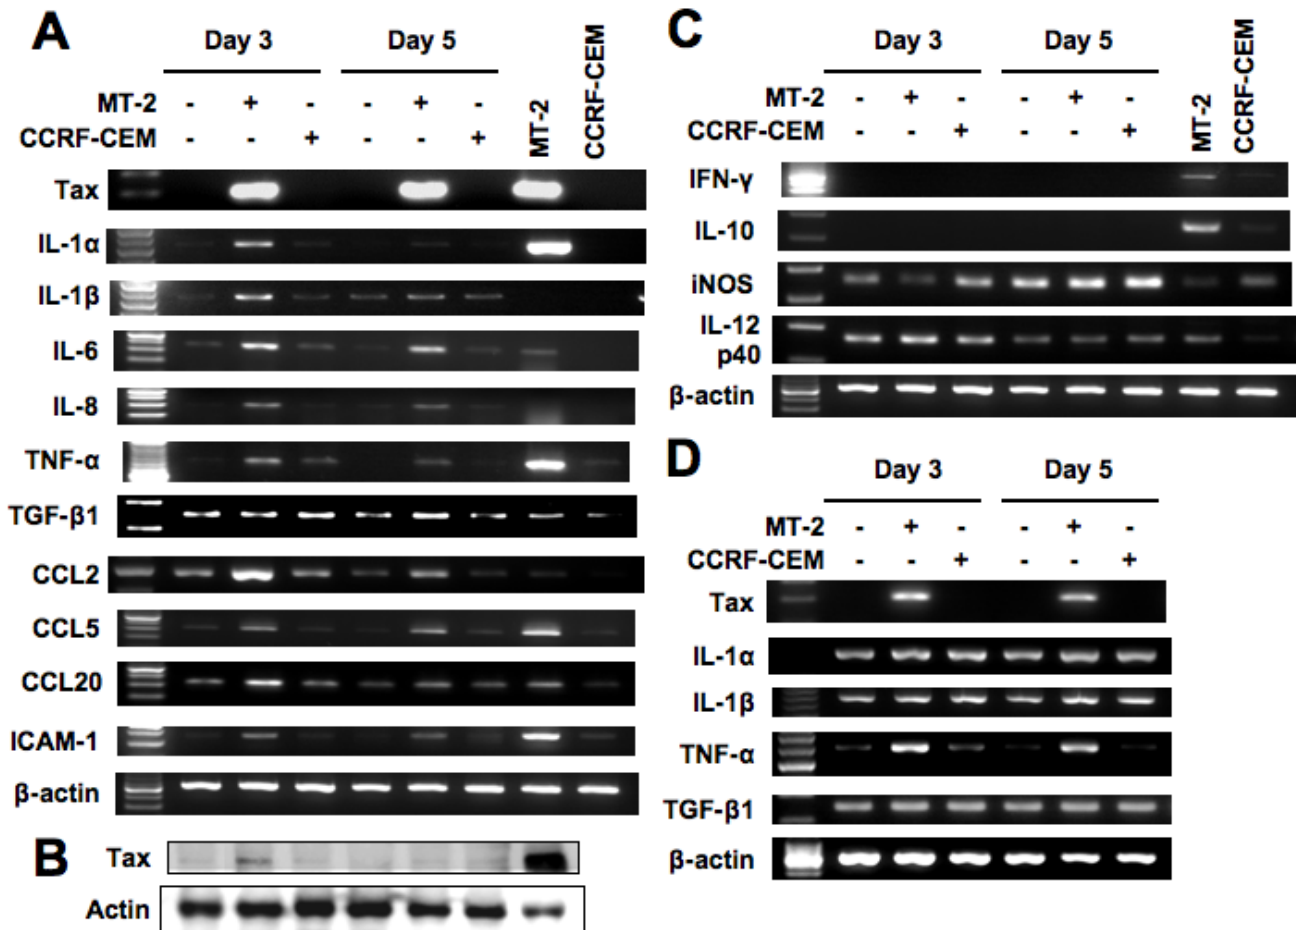 A
Day 3 Day 5
MT-2 - + - - + -
CCRF-CEM - - + - - +
MT-2
CCRF-CEM
Tax
IL-1α
IL-1β
IL-6
IL-8
TNF-α
TGF-β1
CCL2
CCL5
CCL20
ICAM-1
β-actin
B
Tax
Actin
C
Day 3 Day 5
MT-2 - + - - + -
CCRF-CEM - - + - - +
MT-2
CCRF-CEM
IFN-γ
IL-10
iNOS
IL-12
p40
β-actin
D
Day 3 Day 5
MT-2 - + - - + -
CCRF-CEM - - + - - +
Tax
IL-1α
IL-1β
TNF-α
TGF-β1
β-actin